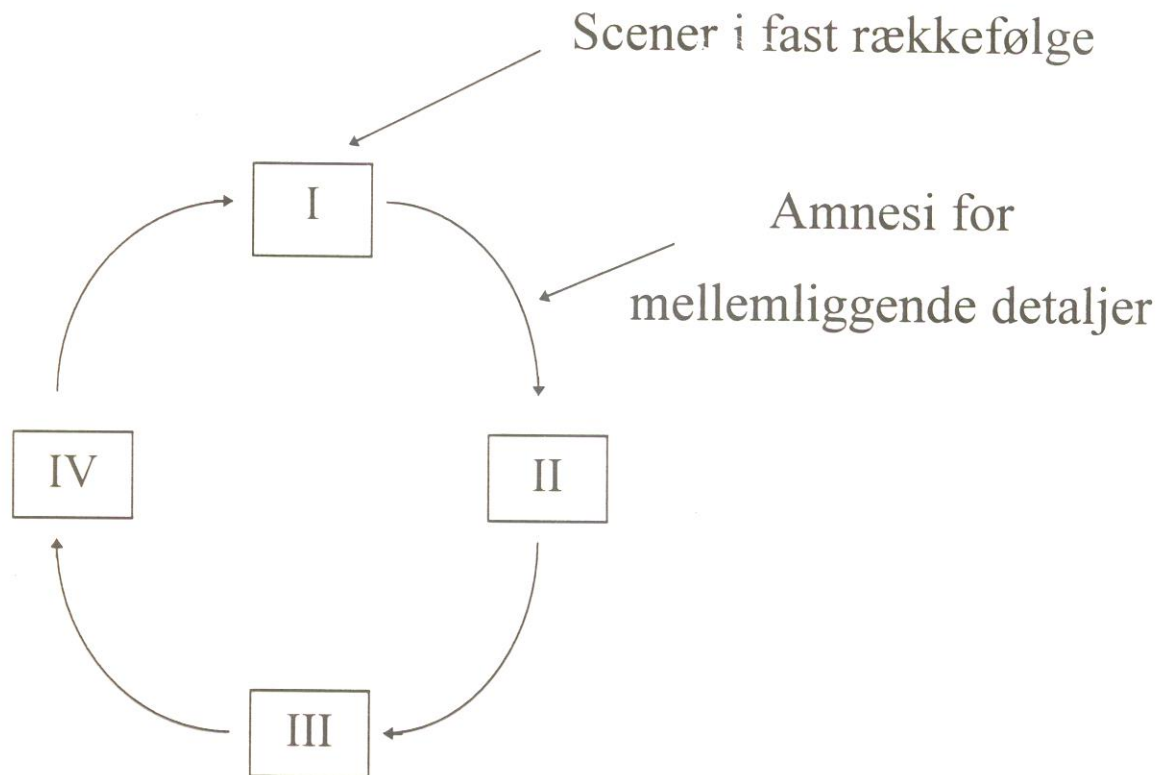 Scener i fast rækkefølge
I
Amnesi for
mellemliggende detaljer
IV
II
III